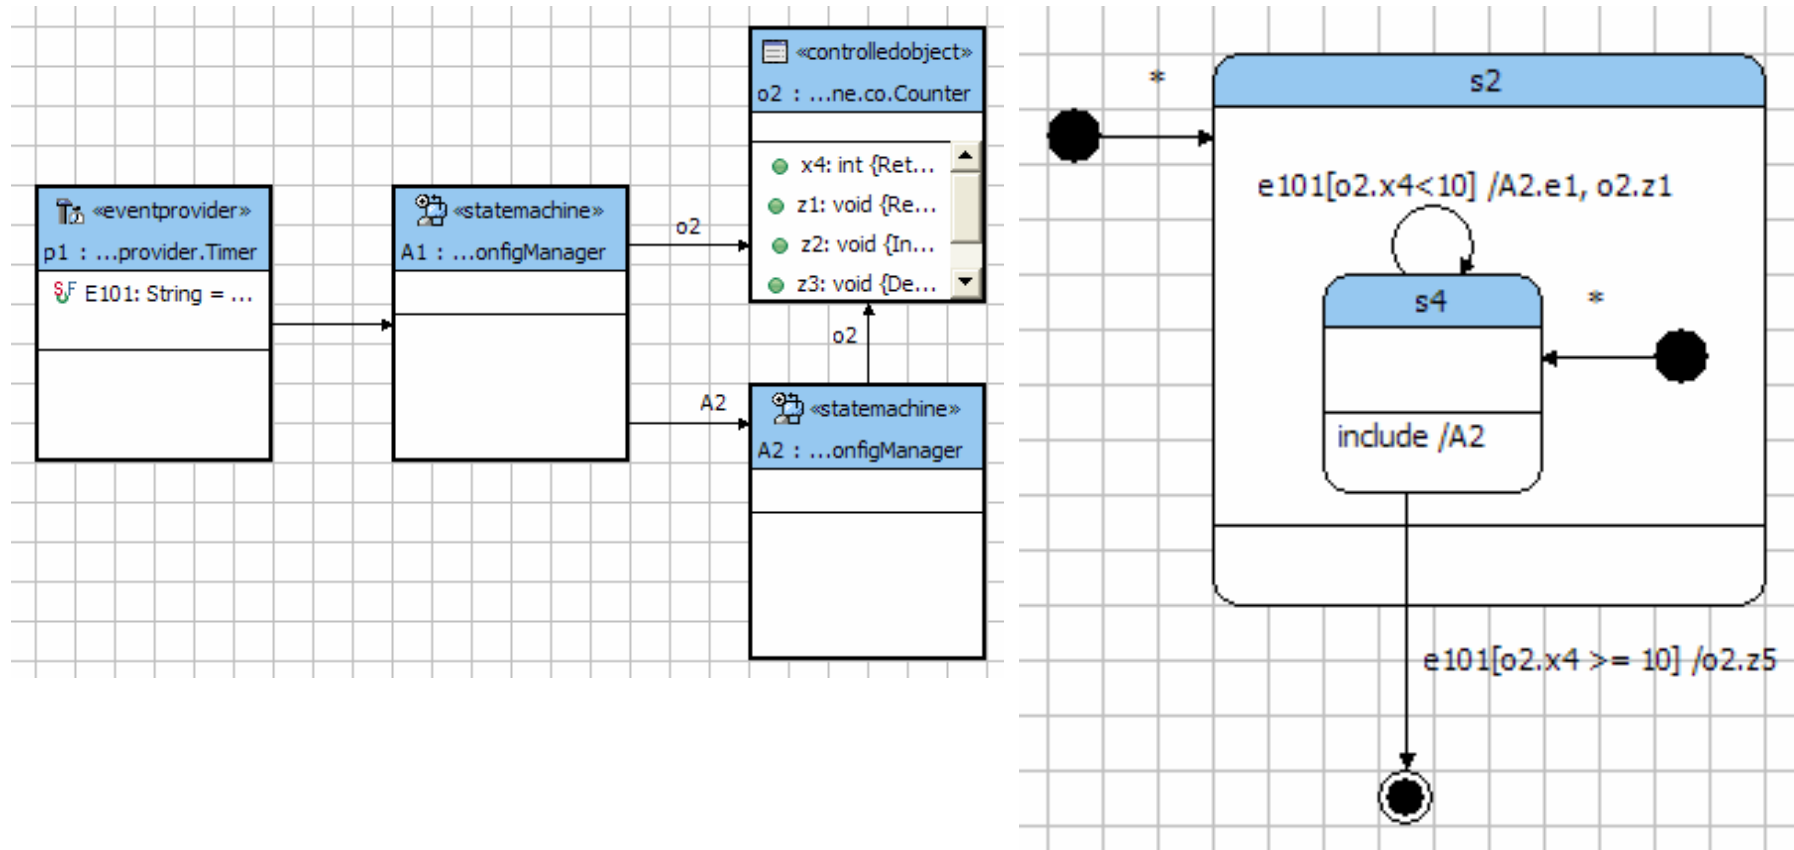 «eventprovider»
p1 : ...provider.Timer
E101: String = ...
«statemachine»
A1 : ...onfigManager
o2
A2
«controlledobject»
o2 : ...ne.co.Counter
x4: int {Ret...
z1: void {Re...
z2: void {In...
z3: void {De...
o2
«statemachine»
A2 : ...onfigManager
*
s2
e101[o2.x4<10] /A2.e1, o2.z1
s4
*
include /A2
e101[o2.x4 >= 10] /o2.z5